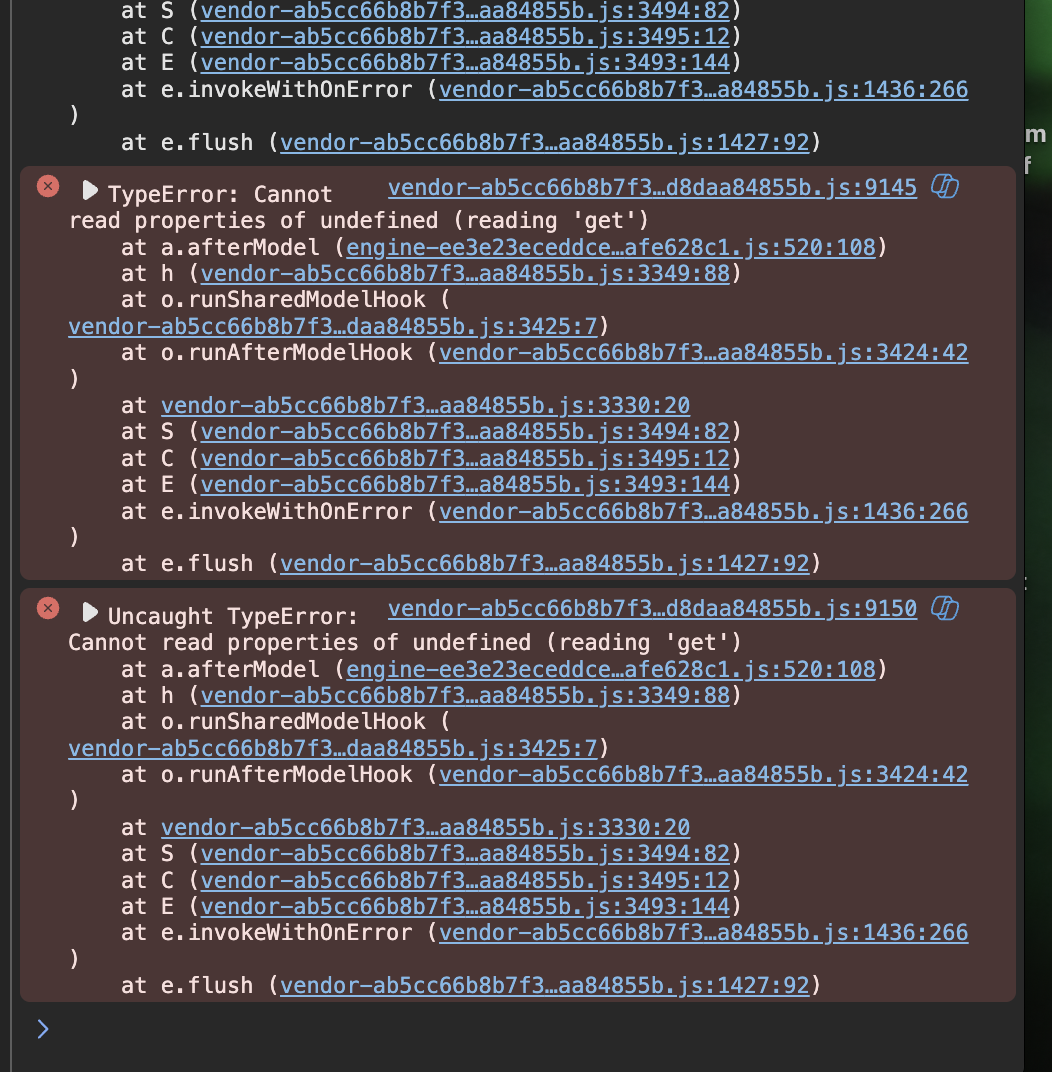 at S (vendor-ab5cc66b8b7f3…aa84855b.js:3494:82)
at C (vendor-ab5cc66b8b7f3…aa84855b.js:3495:12)
at E (vendor-ab5cc66b8b7f3…a84855b.js:3493:144)
at e.invokeWithOnError (vendor-ab5cc66b8b7f3…a84855b.js:1436:266
)
at e.flush (vendor-ab5cc66b8b7f3…aa84855b.js:1427:92)
m
f
TypeError: Cannot vendor-ab5cc66b8b7f3…d8daa84855b.js:9145
read properties of undefined (reading 'get')
at a.afterModel (engine-ee3e23eceddce…afe628c1.js:520:108)
at h (vendor-ab5cc66b8b7f3…aa84855b.js:3349:88)
at o.runSharedModelHook (
vendor-ab5cc66b8b7f3…daa84855b.js:3425:7)
at o.runAfterModelHook (vendor-ab5cc66b8b7f3…aa84855b.js:3424:42
)
at vendor-ab5cc66b8b7f3…aa84855b.js:3330:20
at S (vendor-ab5cc66b8b7f3…aa84855b.js:3494:82)
at C (vendor-ab5cc66b8b7f3…aa84855b.js:3495:12)
at E (vendor-ab5cc66b8b7f3…a84855b.js:3493:144)
at e.invokeWithOnError (vendor-ab5cc66b8b7f3…a84855b.js:1436:266
)
at e.flush (vendor-ab5cc66b8b7f3…aa84855b.js:1427:92)
Uncaught TypeError: vendor-ab5cc66b8b7f3…d8daa84855b.js:9150
Cannot read properties of undefined (reading 'get')
at a.afterModel (engine-ee3e23eceddce…afe628c1.js:520:108)
at h (vendor-ab5cc66b8b7f3…aa84855b.js:3349:88)
at o.runSharedModelHook (
vendor-ab5cc66b8b7f3…daa84855b.js:3425:7)
at o.runAfterModelHook (vendor-ab5cc66b8b7f3…aa84855b.js:3424:42
)
at vendor-ab5cc66b8b7f3…aa84855b.js:3330:20
at S (vendor-ab5cc66b8b7f3…aa84855b.js:3494:82)
at C (vendor-ab5cc66b8b7f3…aa84855b.js:3495:12)
at E (vendor-ab5cc66b8b7f3…a84855b.js:3493:144)
at e.invokeWithOnError (vendor-ab5cc66b8b7f3…a84855b.js:1436:266
)
at e.flush (vendor-ab5cc66b8b7f3…aa84855b.js:1427:92)